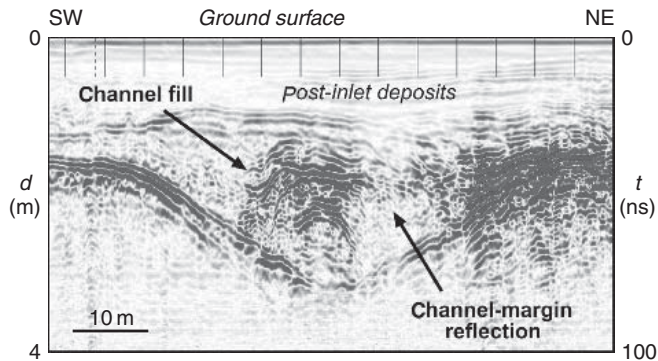 SW
Ground surface
NE
0
0
Channel fill
Post-inlet deposits
d
(m)
t
(ns)
10 m
Channel-margin
reflection
4
100